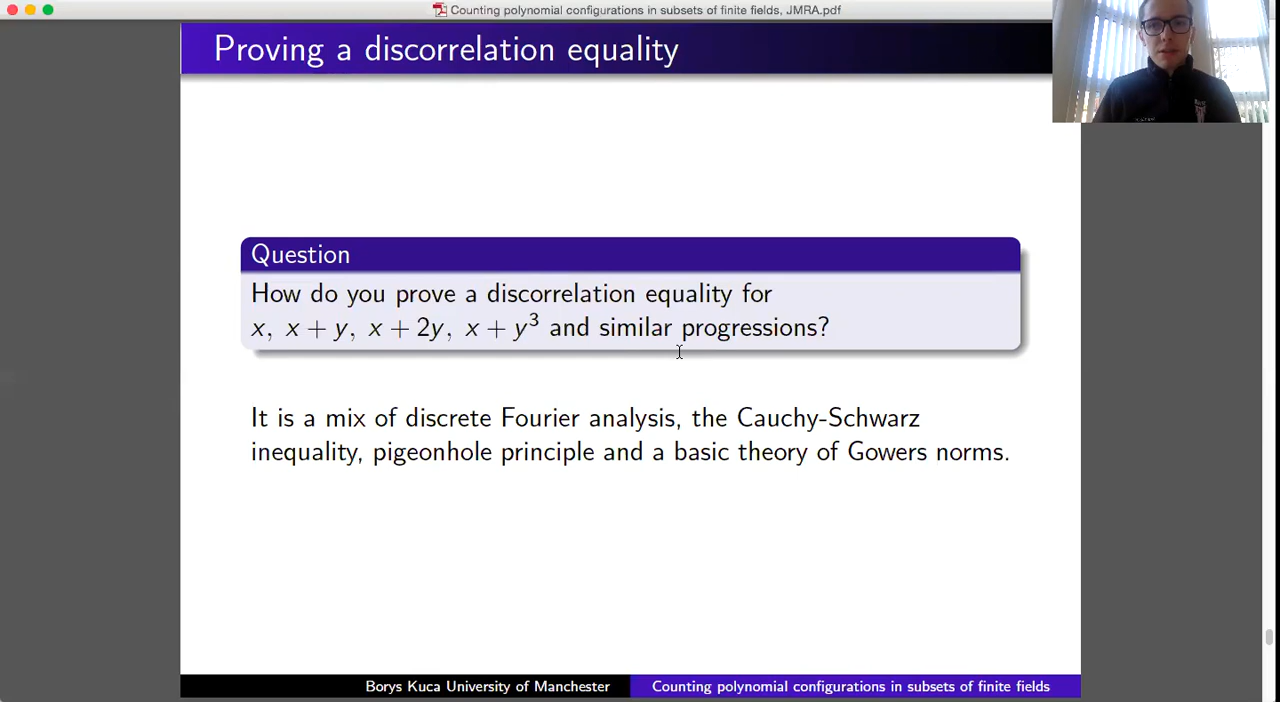 Counting polynomial configurations in subsets of finite fields, JMRA.pdf
Proving a discorrelation equality
Question
How do you prove a discorrelation equality for
x, x + y, x + 2y, x + y³ and similar progressions?
It is a mix of discrete Fourier analysis, the Cauchy-Schwarz
inequality, pigeonhole principle and a basic theory of Gowers norms.
Borys Kuca University of Manchester
Counting polynomial configurations in subsets of finite fields